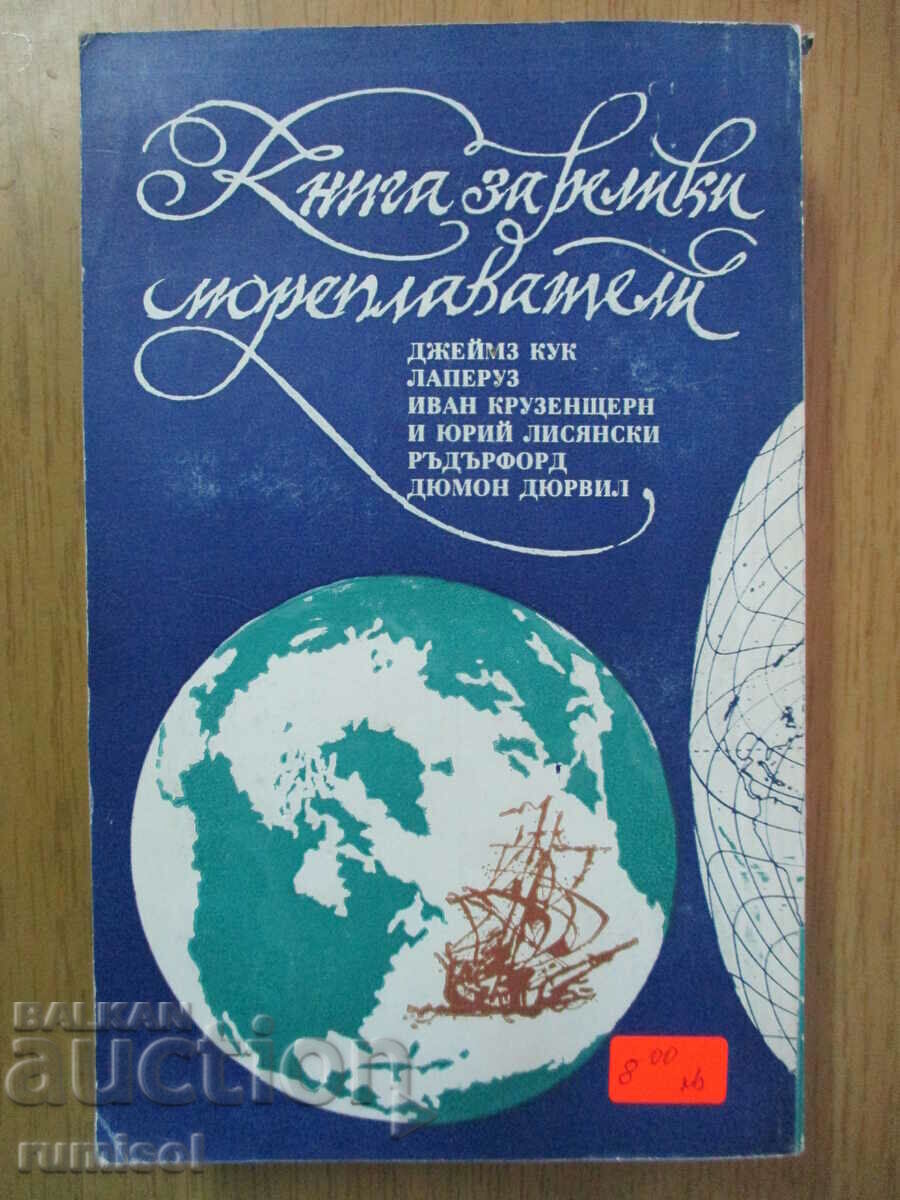 Книга за велики
мореплаватели
ДЖЕЙМЗ КУК
ЛАПЕРУЗ
ИВАН КРУЗЕНЩЕРН
И ЮРИЙ ЛИСЯНСКИ
РЪДЪРФОРД
ДЮМОН ДЮРВИЛ
8 00 лв
BALKAN
auction
rumisol